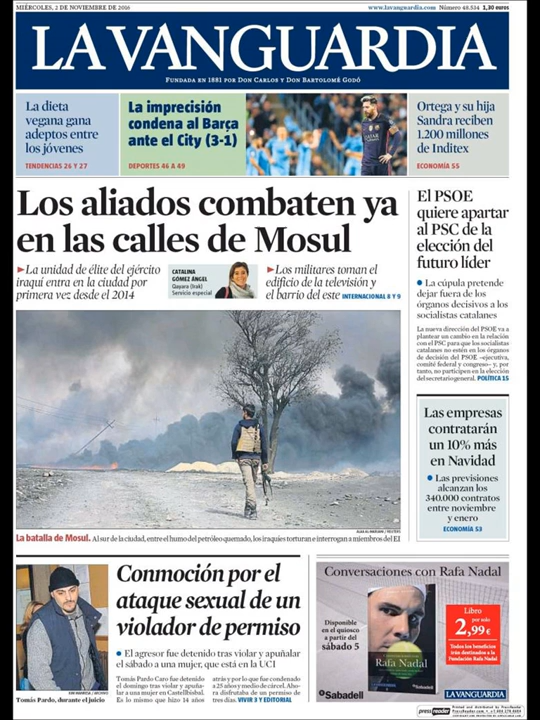 MIÉRCOLES, 2 DE NOVIEMBRE DE 2016
www.lavanguardia.com Número 48.534 1,30 euros
LA VANGUARDIA
FUNDADA EN 1881 POR DON CARLOS Y DON BARTOLOMÉ GODÓ
La dieta
vegana gana
adeptos entre
los jóvenes
TENDENCIAS 26 Y 27
La imprecisión
condena al Barça
ante el City (3-1)
DEPORTES 46 A 49
Ortega y su hija
Sandra reciben
1.200 millones
de Inditex
ECONOMÍA 55
Los aliados combaten ya
en las calles de Mosul
La unidad de élite del ejército
iraquí entra en la ciudad por
primera vez desde el 2014
CATALINA
GÓMEZ ÁNGEL
Qayara (Irak)
Servicio especial
Los militares toman el
edificio de la televisión y
el barrio del este INTERNACIONAL 8 Y 9
La batalla de Mosul. Al sur de la ciudad, entre el humo del petróleo quemado, los iraquíes torturan e interrogan a miembros del EI
El PSOE
quiere apartar
al PSC de la
elección del
futuro líder
La cúpula pretende
dejar fuera de los
órganos decisivos a los
socialistas catalanes
La nueva dirección del PSOE va a
plantear un cambio en la relación
con el PSC para que los socialistas
catalanes no estén en los órganos
de decisión del PSOE –ejecutiva,
comité federal y congreso– y, por
tanto, no participen en la elección
del secretario general. POLÍTICA 15
Las empresas
contratarán
un 10% más
en Navidad
Las previsiones
alcanzan los
340.000 contratos
entre noviembre
y enero
ECONOMÍA 53
Tomás Pardo, durante el juicio
Conmoción por el
ataque sexual de un
violador de permiso
El agresor fue detenido tras violar y apuñalar
el sábado a una mujer, que está en la UCI
Tomás Pardo Caro fue detenido
el domingo tras violar y apuña-
lar a una mujer en Castellbisbal.
Es lo mismo que hizo 14 años
atrás y por lo que fue condenado
a 25 años y medio de cárcel. Aho-
ra disfrutaba de un permiso de
tres días. VIVIR 3 Y EDITORIAL
Conversaciones con Rafa Nadal
Disponible
en el quiosco
a partir del
sábado 5
Rafa Nadal
Libro
por solo
2,99€
Todos los beneficios
irán destinados a la
Fundación Rafa Nadal
Sabadell
LA VANGUARDIA
pressreader